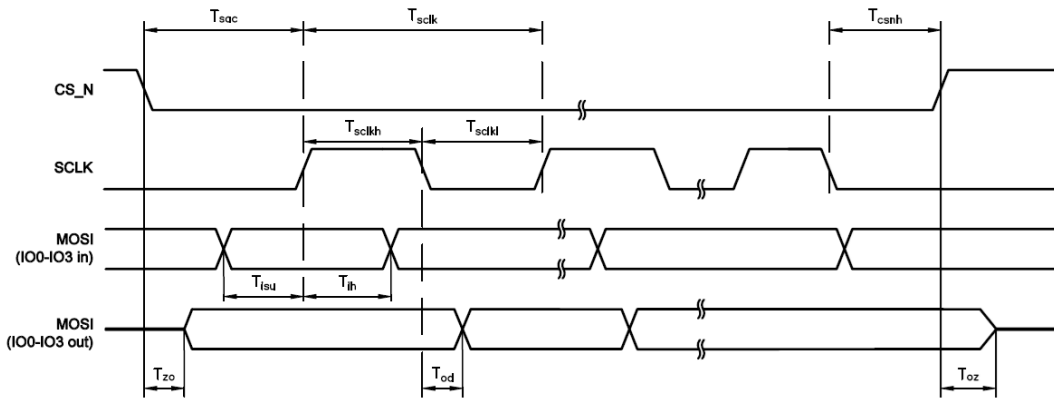 Tsac
Tsclk
Tcsnh
CS_N
Tsclkh
Tsclkl
SCLK
MOSI
(IO0-IO3 in)
Tisu
Tih
MOSI
(IO0-IO3 out)
Tzo
Tod
Toz